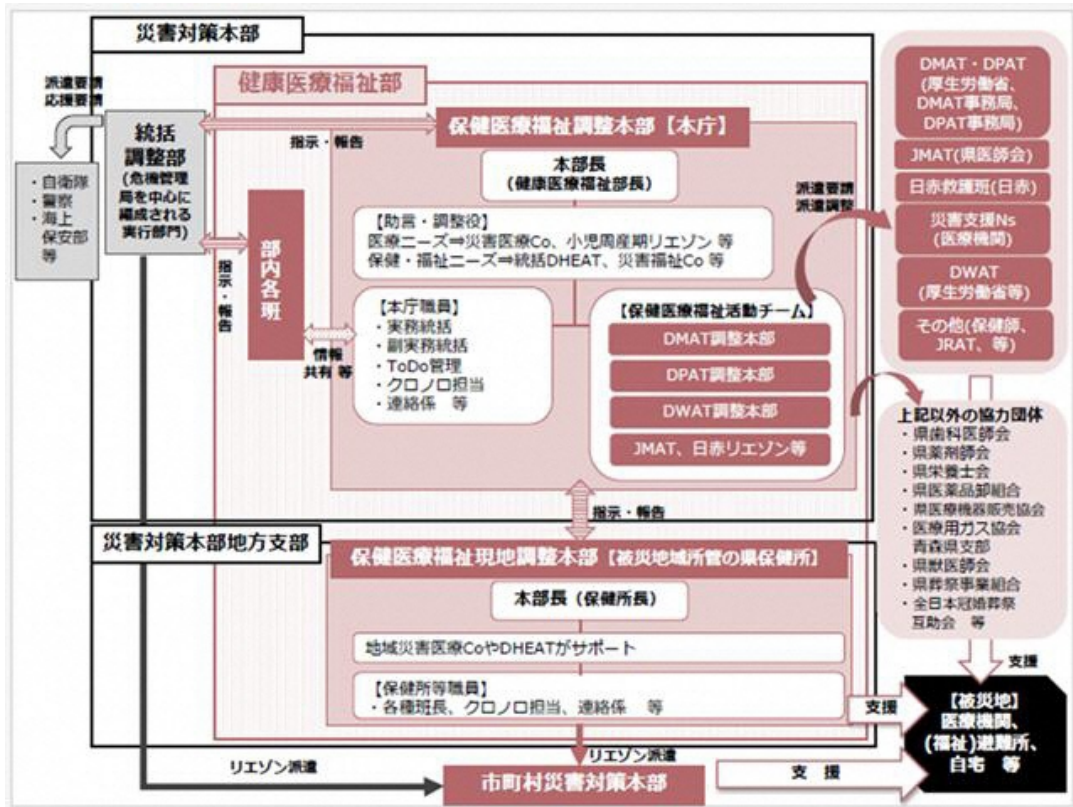 災害対策本部
派遣要請
応援要請
統括
調整部
(危機管理
局を中心に
編成される
実行部門)
・自衛隊
・警察
・海上
保安部
等
健康医療福祉部
指示・報告
部内各班
指示・報告
情報
共有 等
保健医療福祉調整本部【本庁】
本部長
(健康医療福祉部長)
【助言・調整役】
医療ニーズ⇒災害医療Co、小児周産期リエゾン 等
保健・福祉ニーズ⇒統括DHEAT、災害福祉Co 等
【本庁職員】
・実務統括
・副実務統括
・ToDo管理
・クロノロ担当
・連絡係 等
【保健医療福祉活動チーム】
DMAT調整本部
DPAT調整本部
DWAT調整本部
JMAT、日赤リエゾン等
派遣要請
派遣調整
DMAT・DPAT
(厚生労働省、
DMAT事務局、
DPAT事務局)
JMAT(県医師会)
日赤救護班(日赤)
災害支援Ns
(医療機関)
DWAT
(厚生労働省等)
その他(保健師、
JRAT、等)
上記以外の協力団体
・県歯科医師会
・県薬剤師会
・県栄養士会
・県医薬品卸組合
・県医療機器販売協会
・医療用ガス協会
青森県支部
・県獣医師会
・県葬祭事業組合
・全日本冠婚葬祭
互助会 等
支援
指示・報告
災害対策本部地方支部
保健医療福祉現地調整本部【被災地域所管の県保健所】
本部長(保健所長)
地域災害医療CoやDHEATがサポート
【保健所等職員】
・各種班長、クロノロ担当、連絡係 等
支援
【被災地】
医療機関、
(福祉)避難所、
自宅 等
リエゾン派遣
リエゾン派遣
市町村災害対策本部
支 援